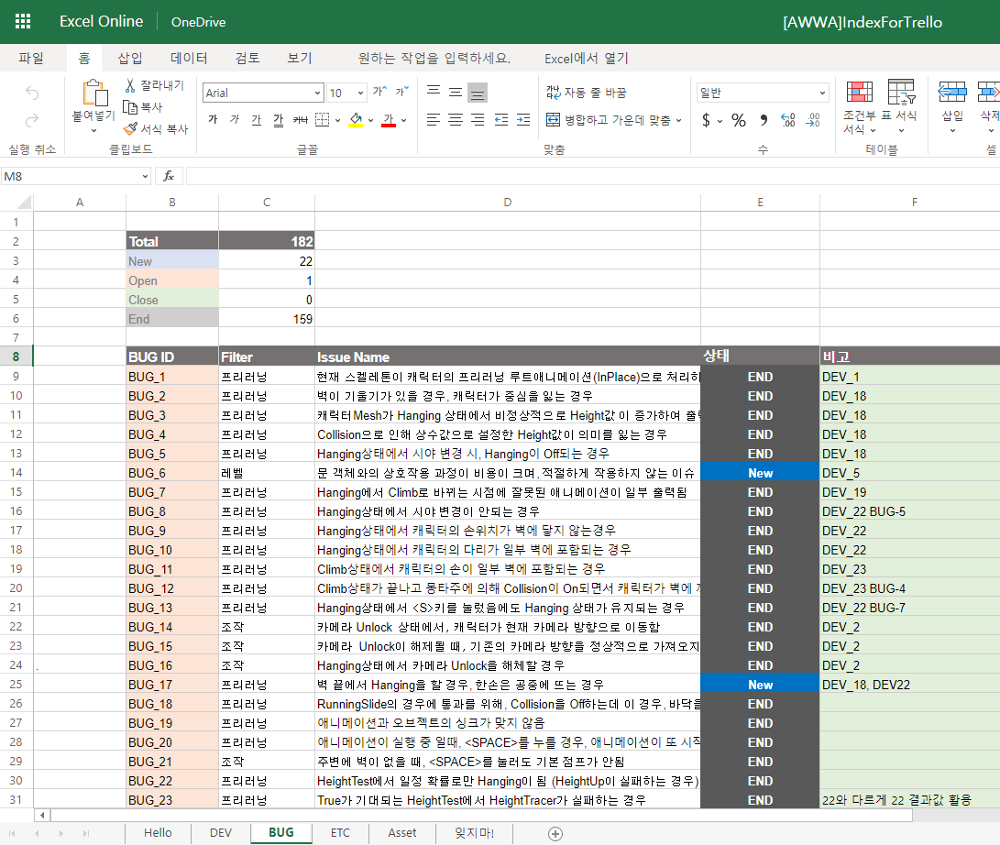 Excel Online OneDrive [AWWA]IndexForTrello
파일 홈 삽입 데이터 검토 보기 원하는 작업을 입력하세요. Excel에서 열기
붙여넣기 잘라내기 복사 서식 복사
Arial 10 가^ 가ˇ
가 가 가 가 가나
자동 줄 바꿈
병합하고 가운데 맞춤
일반
$ % 9 .00 .00
조건부 서식 표 서식 삽입 삭제
실행 취소 클립보드 글꼴 맞춤 수 테이블 셀
M8 fx
A B C D E F
1
2 Total 182
3 New 22
4 Open 1
5 Close 0
6 End 159
7
8 BUG ID Filter Issue Name 상태 비고
9 BUG_1 프리러닝 현재 스켈레톤이 캐릭터의 프리러닝 루트애니메이션(InPlace)으로 처리하 END DEV_1
10 BUG_2 프리러닝 벽이 기울기가 있을 경우, 캐릭터가 중심을 잃는 경우 END DEV_18
11 BUG_3 프리러닝 캐릭터Mesh가 Hanging 상태에서 비정상적으로 Height값 이 증가하여 출력 END DEV_18
12 BUG_4 프리러닝 Collision으로 인해 상수값으로 설정한 Height값이 의미를 잃는 경우 END DEV_18
13 BUG_5 프리러닝 Hanging상태에서 시야 변경 시, Hanging이 Off되는 경우 END DEV_18
14 BUG_6 레벨 문 객체와의 상호작용 과정이 비용이 크며, 적절하게 작용하지 않는 이슈 New DEV_5
15 BUG_7 프리러닝 Hanging에서 Climb로 바뀌는 시점에 잘못된 애니메이션이 일부 출력됨 END DEV_19
16 BUG_8 프리러닝 Hanging상태에서 시야 변경이 안되는 경우 END DEV_22 BUG-5
17 BUG_9 프리러닝 Hanging상태에서 캐릭터의 손위치가 벽에 닿지 않는경우 END DEV_22
18 BUG_10 프리러닝 Hanging상태에서 캐릭터의 다리가 일부 벽에 포함되는 경우 END DEV_22
19 BUG_11 프리러닝 Climb상태에서 캐릭터의 손이 일부 벽에 포함되는 경우 END DEV_23
20 BUG_12 프리러닝 Climb상태가 끝나고 몽타주에 의해 Collision이 On되면서 캐릭터가 벽에 END DEV_23 BUG-4
21 BUG_13 프리러닝 Hanging상태에서 <S>키를 눌렀음에도 Hanging 상태가 유지되는 경우 END DEV_22 BUG-7
22 BUG_14 조작 카메라 Unlock 상태에서, 캐릭터가 현재 카메라 방향으로 이동함 END DEV_2
23 BUG_15 조작 카메라 Unlock이 해제될 때, 기존의 카메라 방향을 정상적으로 가져오지 END DEV_2
24 . BUG_16 조작 Hanging상태에서 카메라 Unlock을 해체할 경우 END DEV_2
25 BUG_17 프리러닝 벽 끝에서 Hanging을 할 경우, 한손은 공중에 뜨는 경우 New DEV_18, DEV22
26 BUG_18 프리러닝 RunningSlide의 경우에 통과를 위해, Collision을 Off하는데 이 경우, 바닥을 END
27 BUG_19 프리러닝 애니메이션과 오브젝트의 싱크가 맞지 않음 END
28 BUG_20 프리러닝 애니메이션이 실행 중 일때, <SPACE>를 누를 경우, 애니메이션이 또 시작 END
29 BUG_21 조작 주변에 벽이 없을 때, <SPACE>를 눌러도 기본 점프가 안됨 END
30 BUG_22 프리러닝 HeightTest에서 일정 확률로만 Hanging이 됨 (HeightUp이 실패하는 경우) END
31 BUG_23 프리러닝 True가 기대되는 HeightTest에서 HeightTracer가 실패하는 경우 END 22와 다르게 22 결과값 활용
Hello DEV BUG ETC Asset 잊지마!